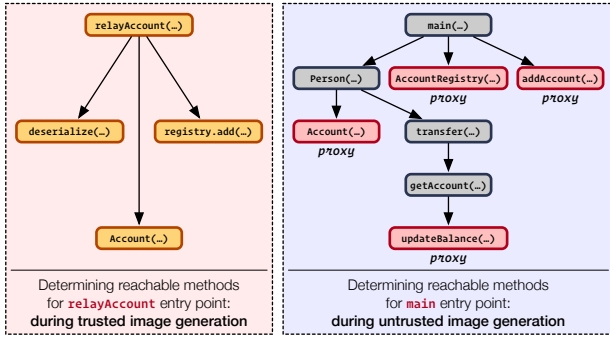 relayAccount(…)
deserialize(…)
registry.add(…)
Account(…)
Determining reachable methods
for relayAccount entry point:
during trusted image generation
main(…)
Person(…)
AccountRegistry(…)
addAccount(…)
proxy
proxy
Account(…)
transfer(…)
proxy
getAccount(…)
updateBalance(…)
proxy
Determining reachable methods
for main entry point:
during untrusted image generation